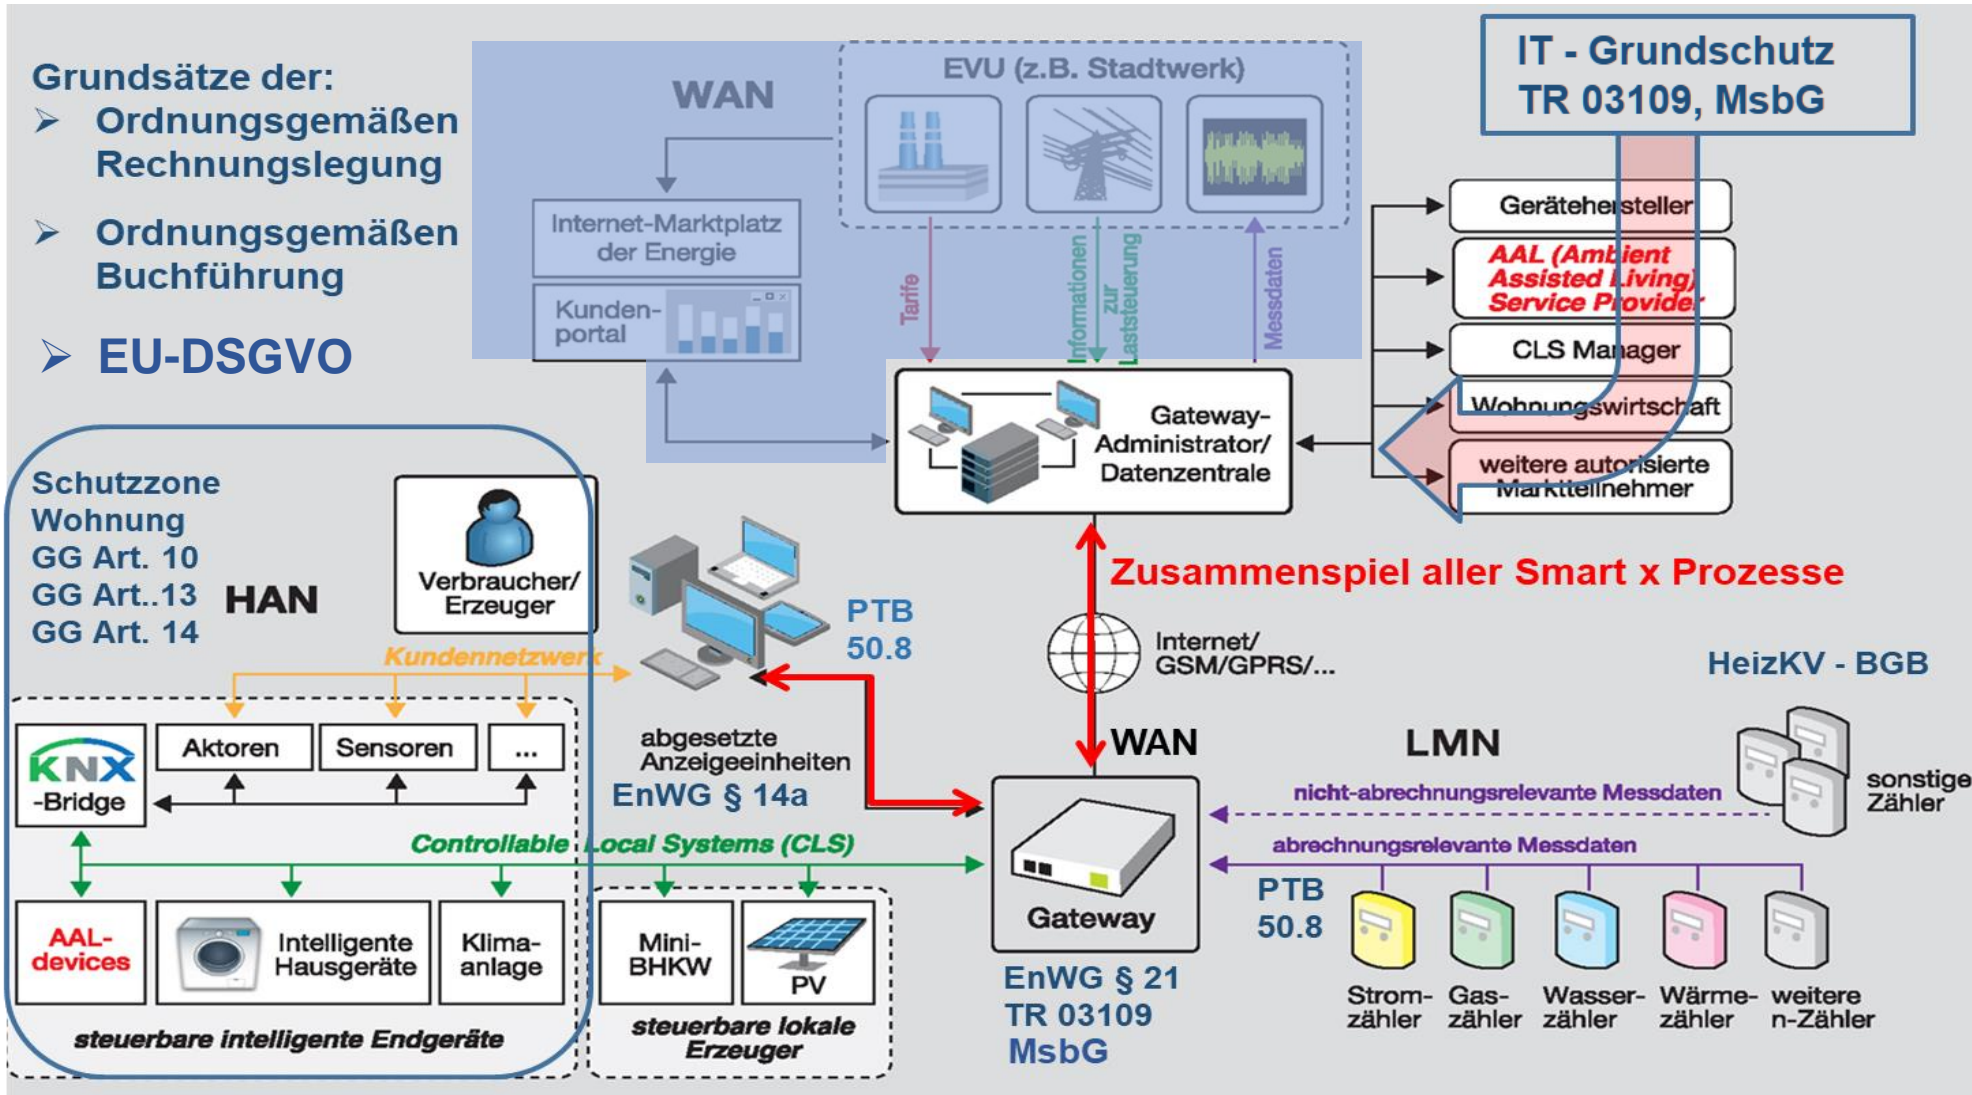 Grundsätze der:
➢ Ordnungsgemäßen
Rechnungslegung
➢ Ordnungsgemäßen
Buchführung
➢ EU-DSGVO
WAN
EVU (z.B. Stadtwerk)
Internet-Marktplatz
der Energie
Kunden-
portal
Tarife
Informationen
zur
Laststeuerung
Messdaten
IT - Grundschutz
TR 03109, MsbG
Gerätehersteller
AAL (Ambient
Assisted Living)
Service Provider
CLS Manager
Wohnungswirtschaft
weitere autorisierte
Marktteilnehmer
Gateway-
Administrator/
Datenzentrale
Schutzzone
Wohnung
GG Art. 10
GG Art..13
GG Art. 14
HAN
Verbraucher/
Erzeuger
Kundennetzwerk
PTB
50.8
Zusammenspiel aller Smart x Prozesse
Internet/
GSM/GPRS/...
HeizKV - BGB
KNX
-Bridge
Aktoren
Sensoren
...
abgesetzte
Anzeigeeinheiten
EnWG § 14a
WAN
LMN
nicht-abrechnungsrelevante Messdaten
sonstige
Zähler
Controllable Local Systems (CLS)
abrechnungsrelevante Messdaten
Gateway
PTB
50.8
AAL-
devices
Intelligente
Hausgeräte
Klima-
anlage
Mini-
BHKW
PV
EnWG § 21
TR 03109
MsbG
Strom-
zähler
Gas-
zähler
Wasser-
zähler
Wärme-
zähler
weitere
n-Zähler
steuerbare intelligente Endgeräte
steuerbare lokale
Erzeuger